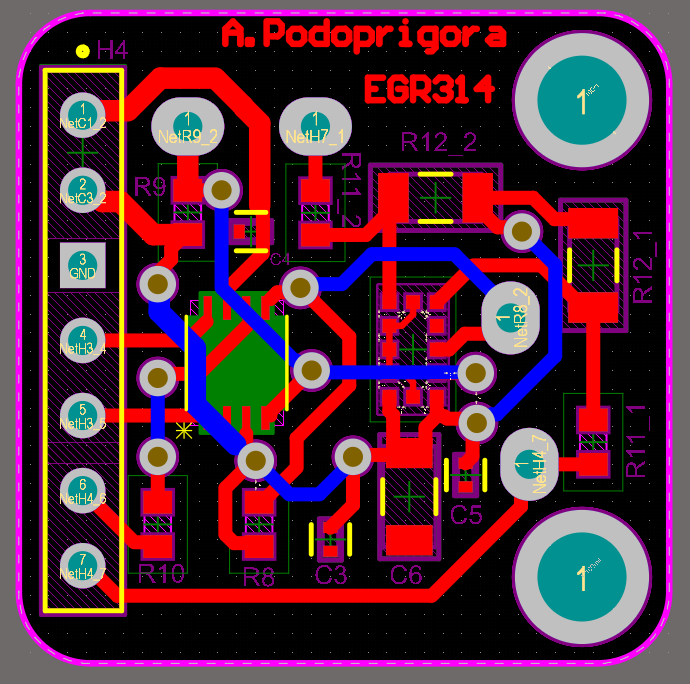 A.Podoprigora
EGR314
H4
1
NetC1_2
1
NetR9_2
1
NetH7_1
1
R12_2
2
NetC3_2
R9
R11_2
C4
3
GND
R12_1
1
NetR8_2
4
NetH3_4
5
NetH3_5
R11_1
1
NetH4_7
6
NetH4_6
C5
7
NetH4_7
R10
R8
C3
C6
1